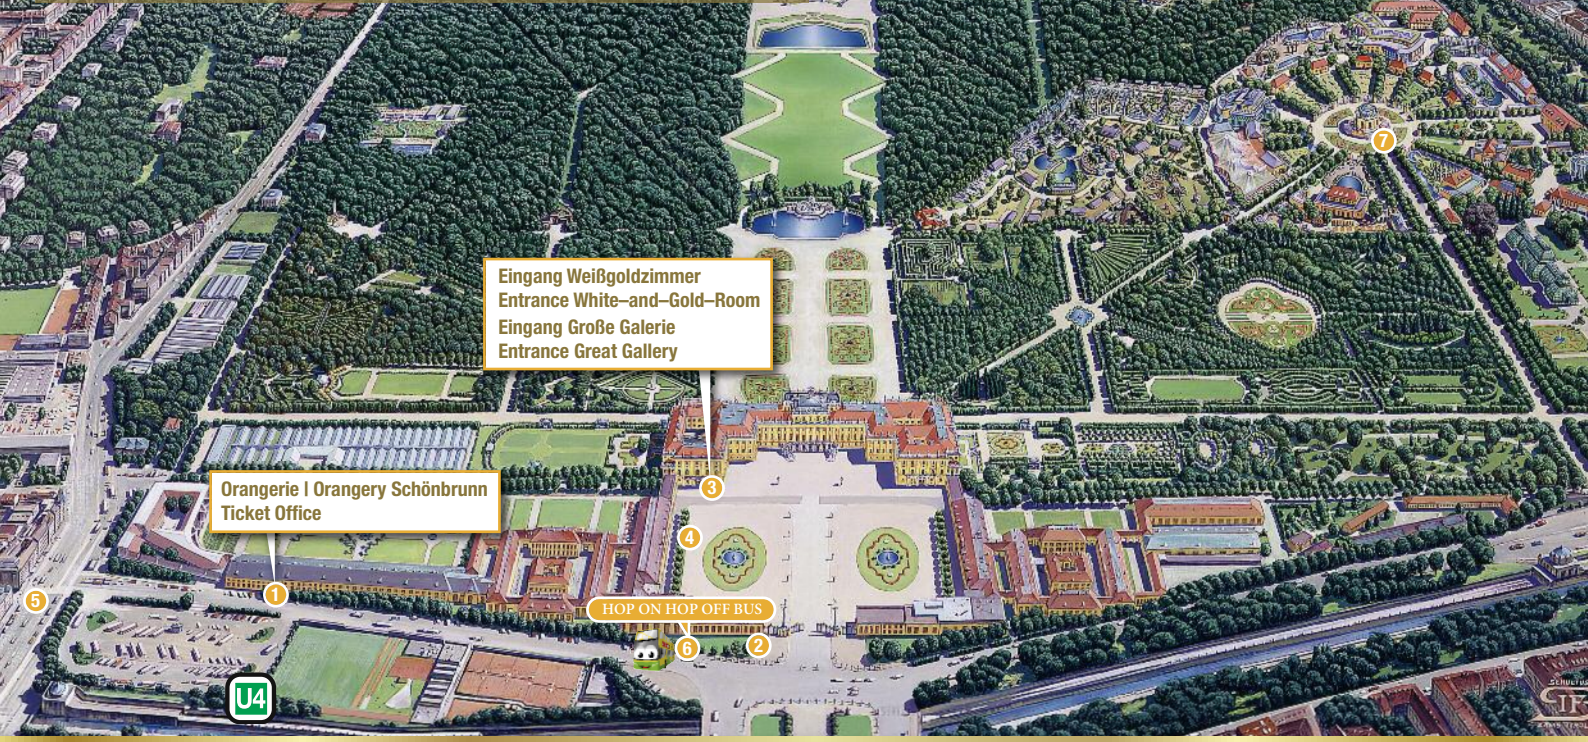 7
Eingang Weißgoldzimmer
Entrance White–and–Gold–Room
Eingang Große Galerie
Entrance Great Gallery
3
Orangerie | Orangery Schönbrunn
Ticket Office
4
1
5
HOP ON HOP OFF BUS
6
2
U4